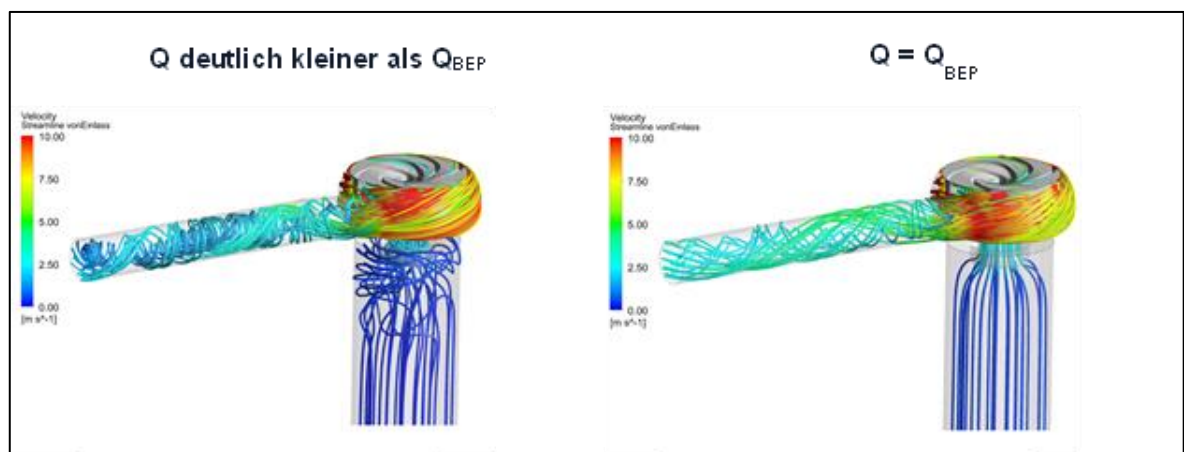 Q deutlich kleiner als QBEP
Q = QBEP
Velocity
Streamline vonEinlass
10.00
7.50
5.00
2.50
0.00
[m s^-1]
Velocity
Streamline vonEinlass
10.00
7.50
5.00
2.50
0.00
[m s^-1]